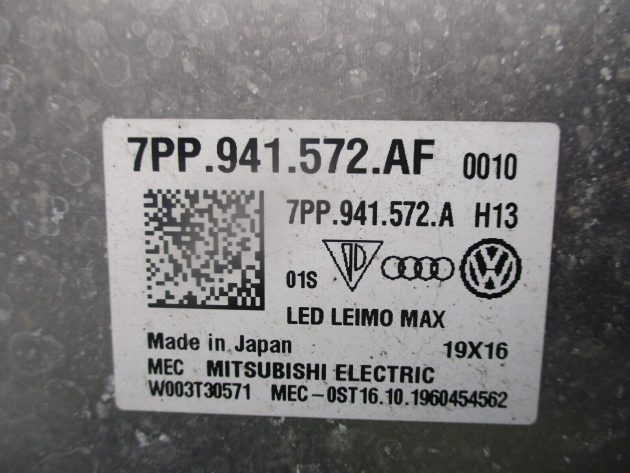 7PP.941.572.AF 0010
7PP.941.572.A H13
01S
LED LEIMO MAX
Made in Japan 19X16
MEC MITSUBISHI ELECTRIC
W003T30571 MEC-0ST16.10.1960454562